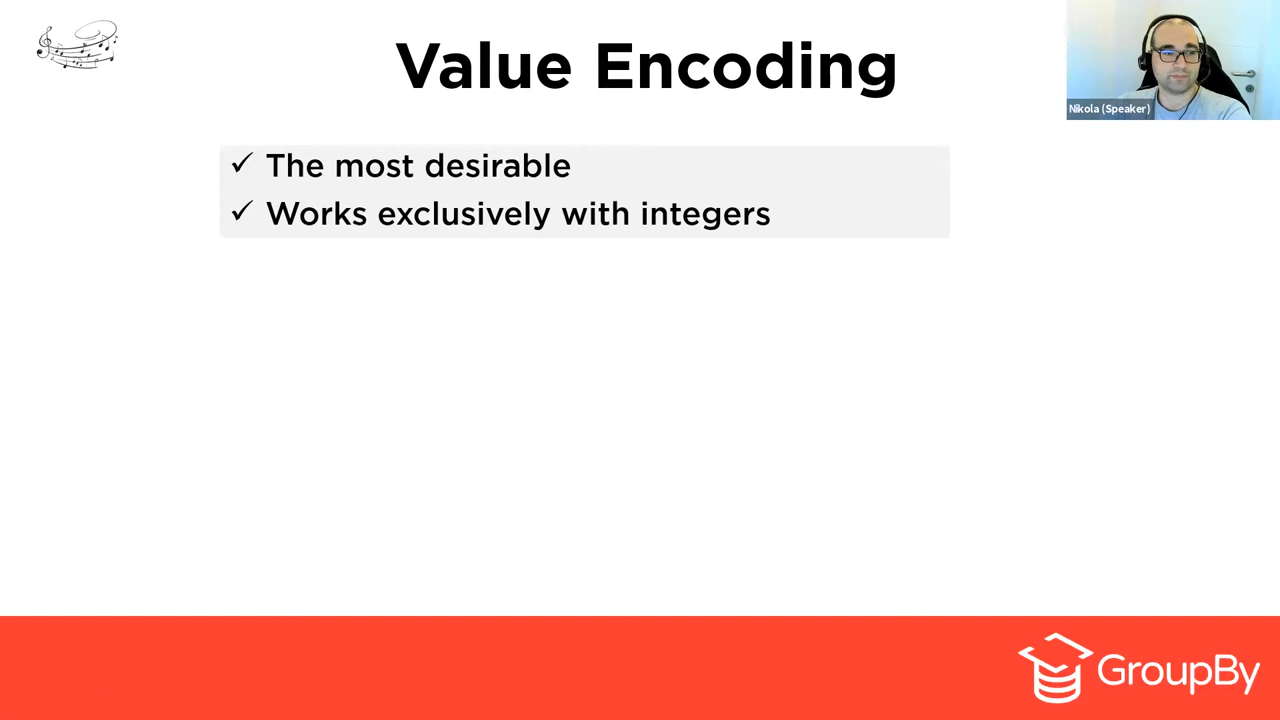 Value Encoding
Nikola (Speaker)
✓ The most desirable
✓ Works exclusively with integers
GroupBy